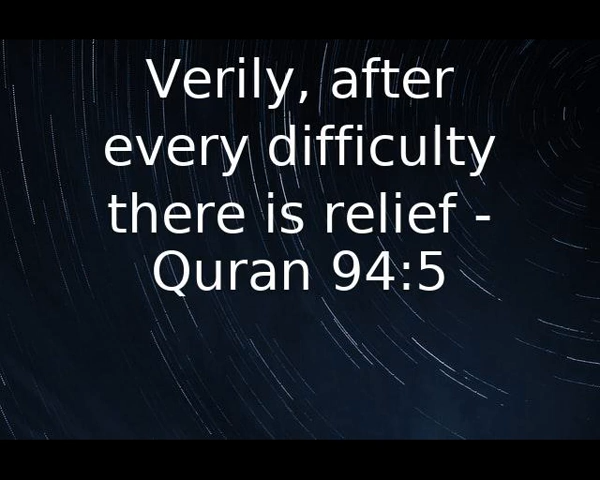 Verily, after
every difficulty
there is relief -
Quran 94:5